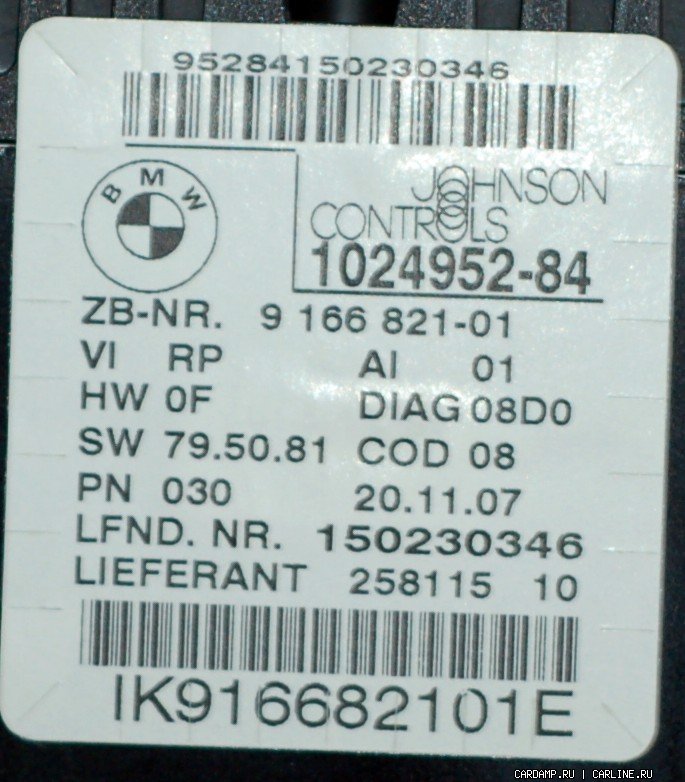 95284150230346
BMW
JOHNSON
CONTROLS
1024952-84
ZB-NR. 9 166 821-01
VI RP AI 01
HW 0F DIAG 08D0
SW 79.50.81 COD 08
PN 030 20.11.07
LFND. NR. 150230346
LIEFERANT 258115 10
IK916682101E
CARDAMP.RU | CARLINE.RU